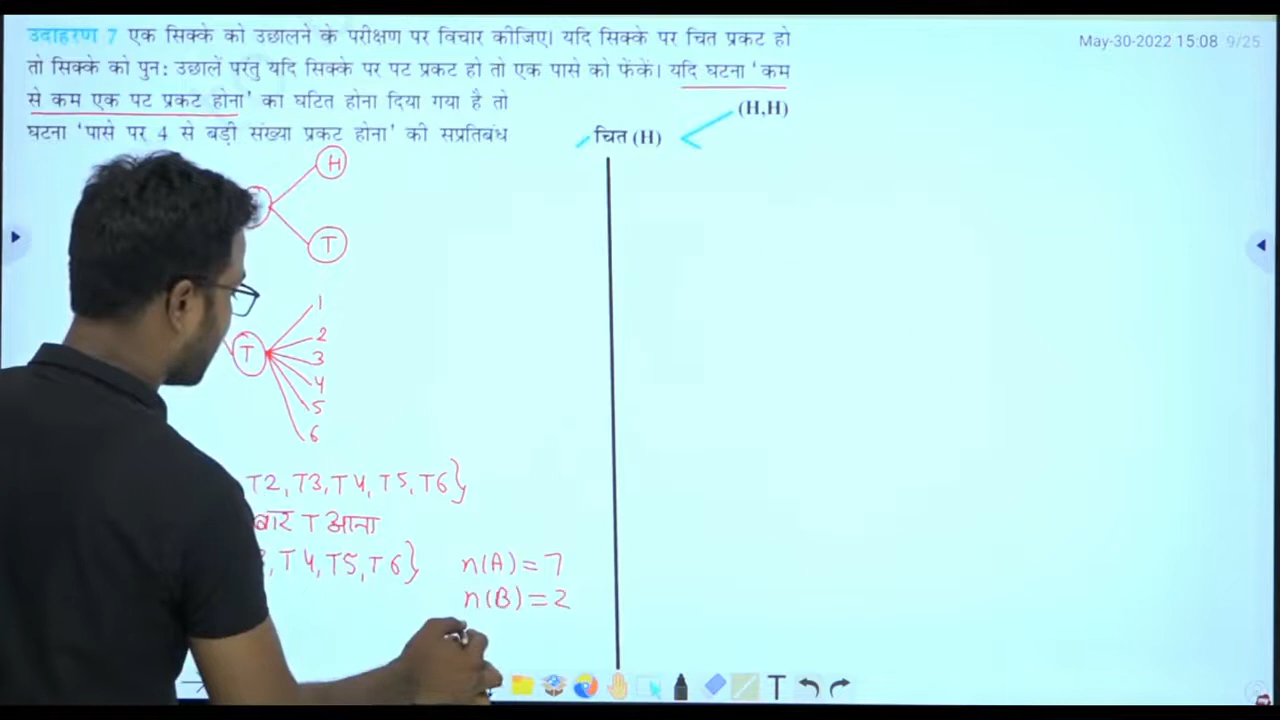 उदाहरण 7 एक सिक्के को उछालने के परीक्षण पर विचार कीजिए। यदि सिक्के पर चित प्रकट हो
तो सिक्के को पुन: उछालें परंतु यदि सिक्के पर पट प्रकट हो तो एक पासे को फेंकें। यदि घटना 'कम
से कम एक पट प्रकट होना' का घटित होना दिया गया है तो
घटना 'पासे पर 4 से बड़ी संख्या प्रकट होना' की सप्रतिबंध
May-30-2022 15:08 9/25
(H,H)
चित (H)
H
T
T
1
2
3
4
5
6
T2, T3, T4, T5, T6}
बार T आना
, T4, T5, T6}
n(A) = 7
n(B) = 2
T